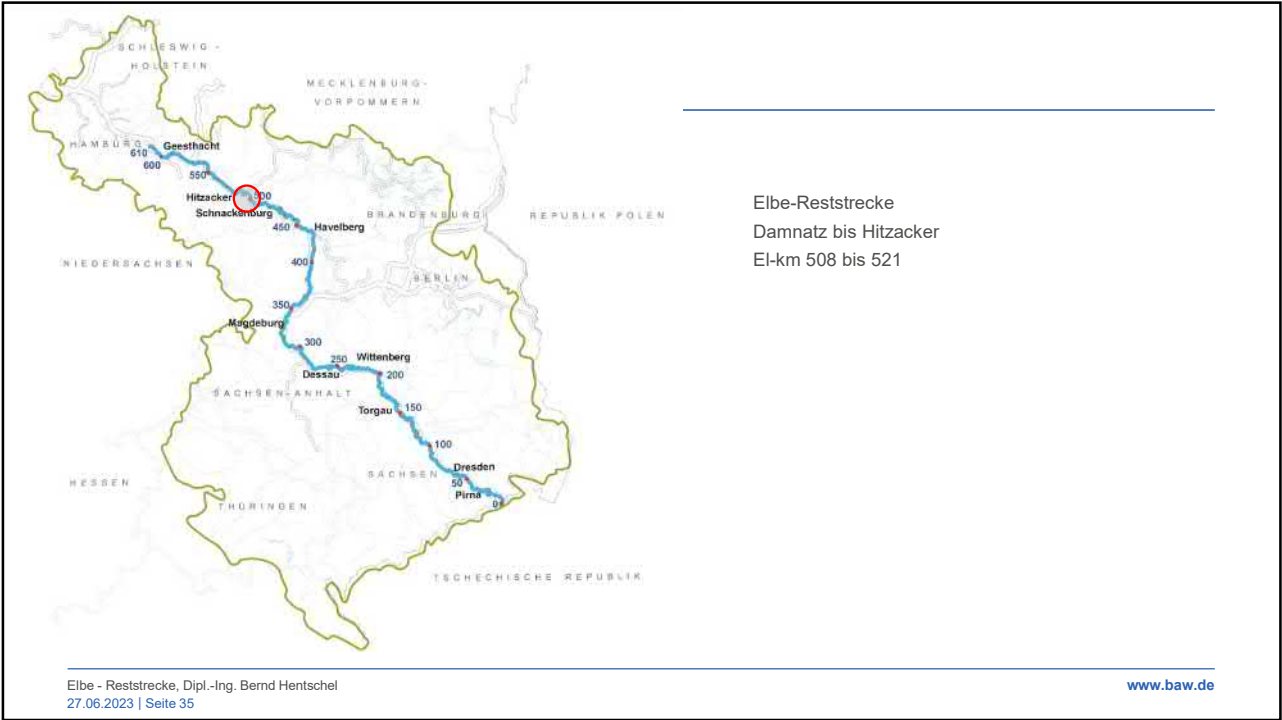 SCHLESWIG -
HOLSTEIN
MECKLENBURG-
VORPOMMERN
HAMBURG
610
Geesthacht
600
550
Hitzacker
500
Schnackenburg
BRANDENBURG
REPUBLIK POLEN
450
Havelberg
NIEDERSACHSEN
400
BERLIN
350
Magdeburg
300
250
Wittenberg
Dessau
200
SACHSEN-ANHALT
Torgau
150
100
SACHSEN
Dresden
50
HESSEN
Pirna
0
THÜRINGEN
TSCHECHISCHE REPUBLIK
Elbe-Reststrecke
Damnatz bis Hitzacker
El-km 508 bis 521
Elbe - Reststrecke, Dipl.-Ing. Bernd Hentschel
27.06.2023 | Seite 35
www.baw.de